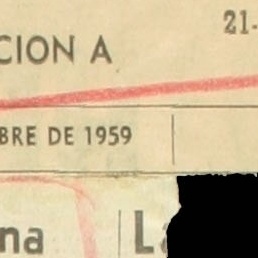 21-
CION A
BRE DE 1959
na L